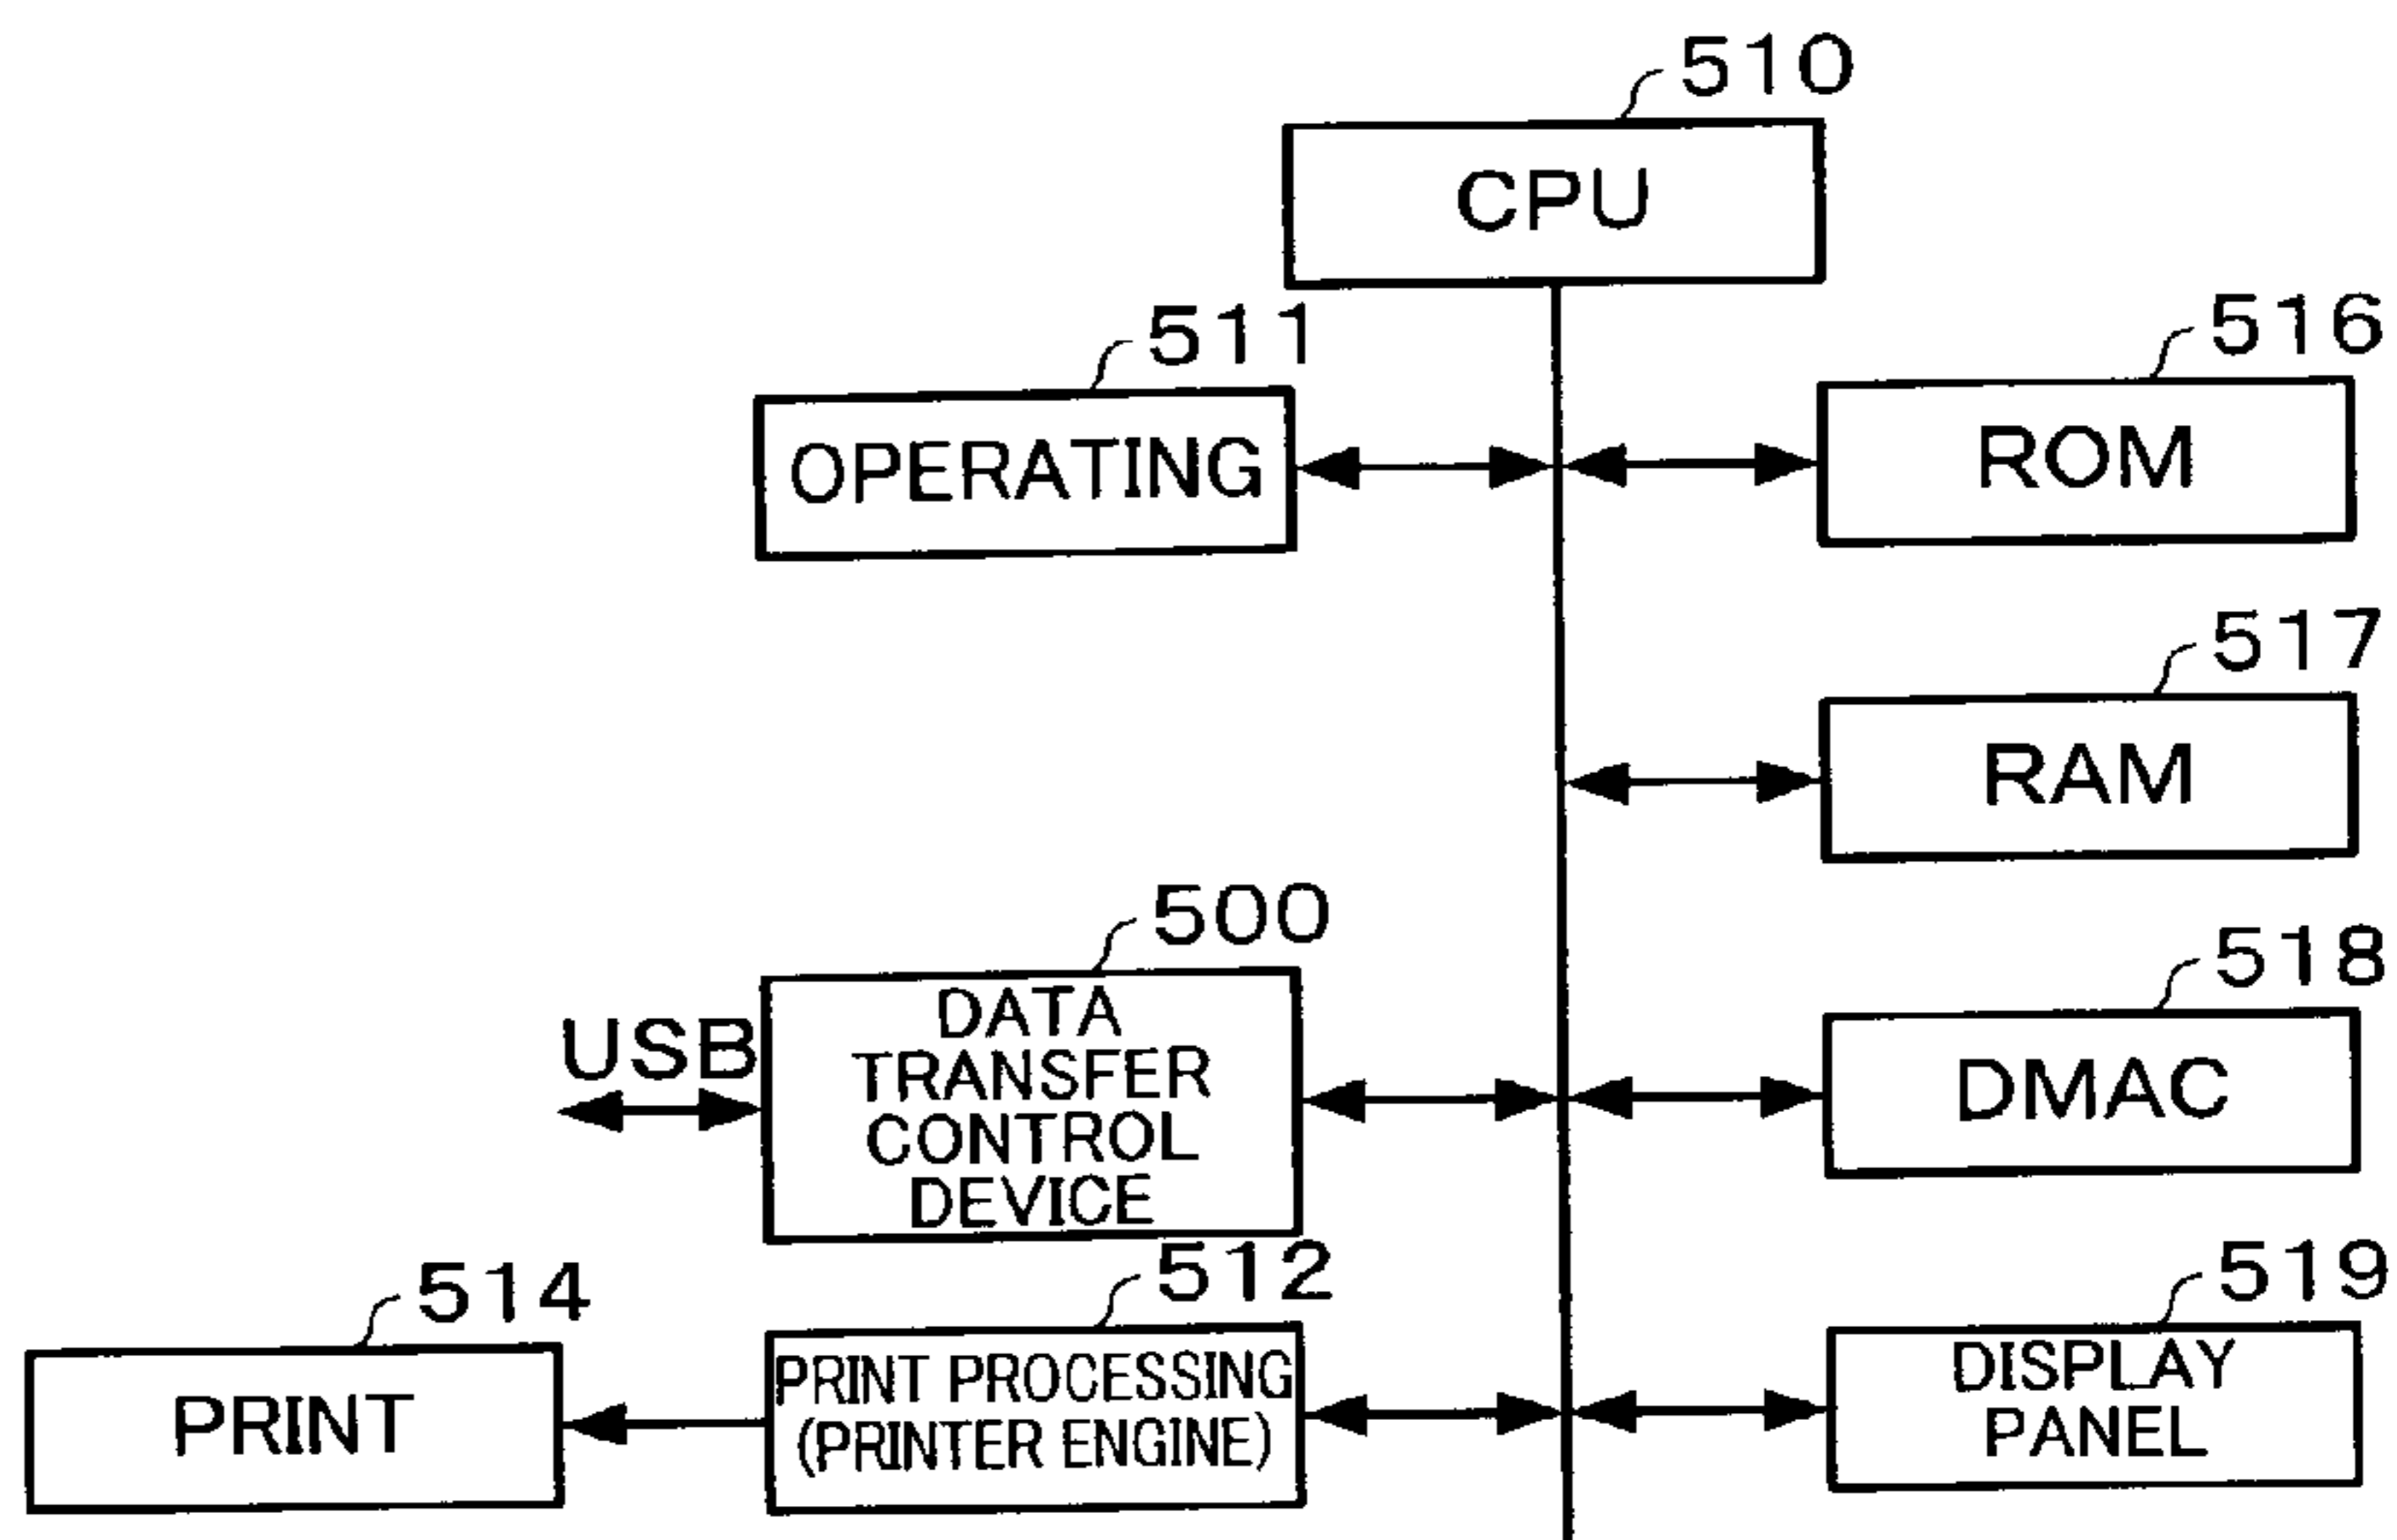 510
CPU
511
OPERATING
516
ROM
517
RAM
500
DATA
TRANSFER
CONTROL
DEVICE
USB
518
DMAC
514
PRINT
512
PRINT PROCESSING
(PRINTER ENGINE)
519
DISPLAY
PANEL